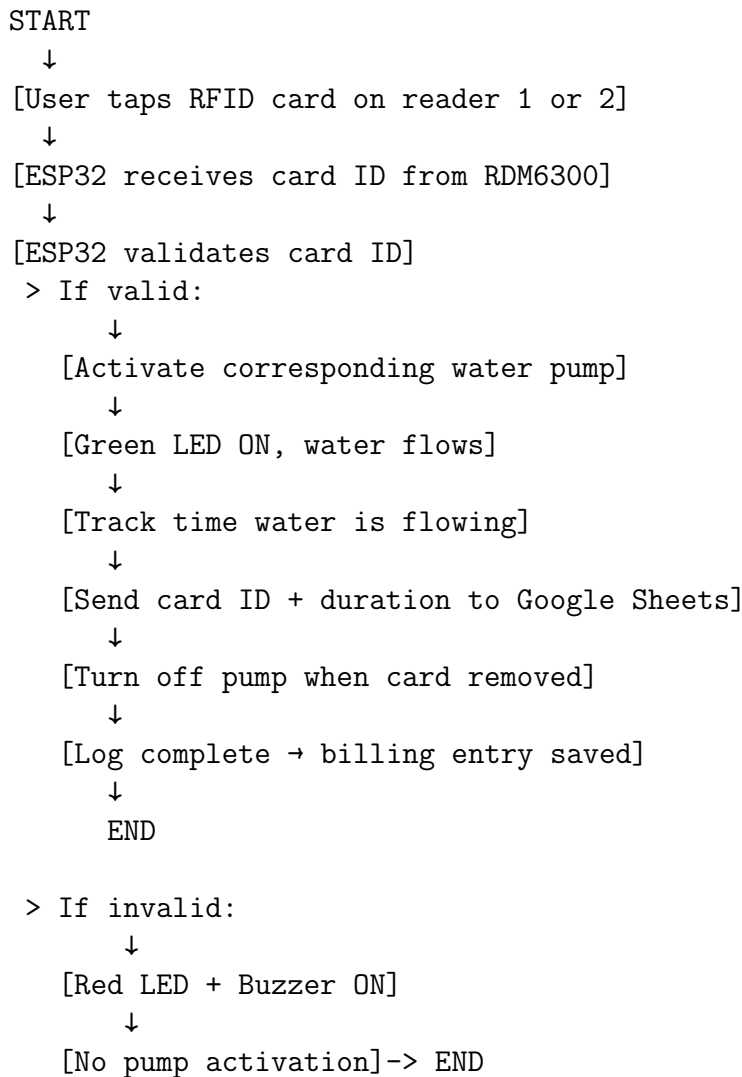 START
↓
[User taps RFID card on reader 1 or 2]
↓
[ESP32 receives card ID from RDM6300]
↓
[ESP32 validates card ID]
> If valid:
↓
[Activate corresponding water pump]
↓
[Green LED ON, water flows]
↓
[Track time water is flowing]
↓
[Send card ID + duration to Google Sheets]
↓
[Turn off pump when card removed]
↓
[Log complete → billing entry saved]
↓
END
> If invalid:
↓
[Red LED + Buzzer ON]
↓
[No pump activation]-> END